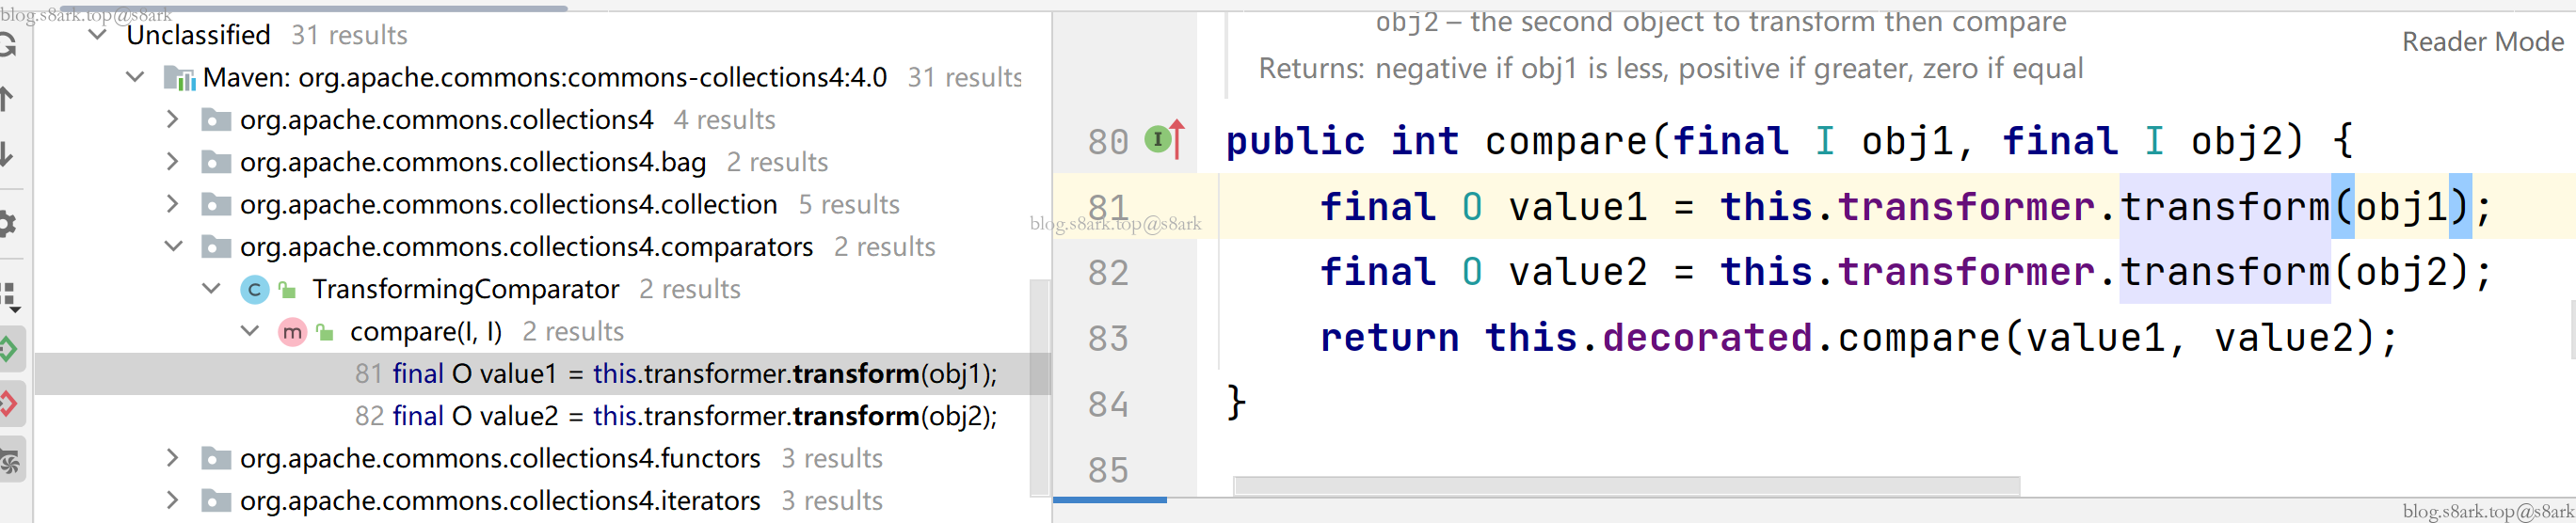 blog.s8ark.top@s8ark
Unclassified 31 results
Maven: org.apache.commons:commons-collections4:4.0 31 results
org.apache.commons.collections4 4 results
org.apache.commons.collections4.bag 2 results
org.apache.commons.collections4.collection 5 results
org.apache.commons.collections4.comparators 2 results
C TransformingComparator 2 results
m compare(I, I) 2 results
81 final O value1 = this.transformer.transform(obj1);
82 final O value2 = this.transformer.transform(obj2);
org.apache.commons.collections4.functors 3 results
org.apache.commons.collections4.iterators 3 results
obj2 – the second object to transform then compare
Reader Mode
Returns: negative if obj1 is less, positive if greater, zero if equal
80 I public int compare(final I obj1, final I obj2) {
81 final O value1 = this.transformer.transform(obj1);
blog.s8ark.top@s8ark
82 final O value2 = this.transformer.transform(obj2);
83 return this.decorated.compare(value1, value2);
84 }
85
blog.s8ark.top@s8ark